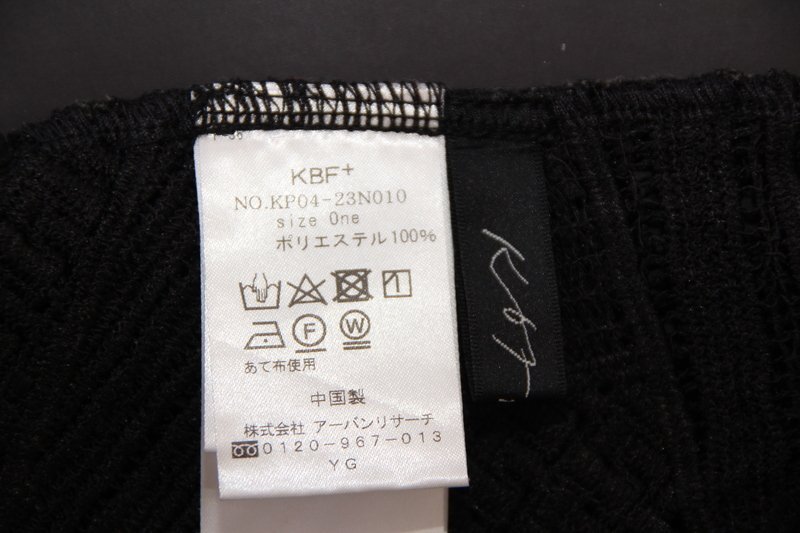 KBF+
NO.KP04-23N010
size One
ポリエステル100%
F
W
あて布使用
中国製
株式会社 アーバンリサーチ
0120-967-013
YG
KBF